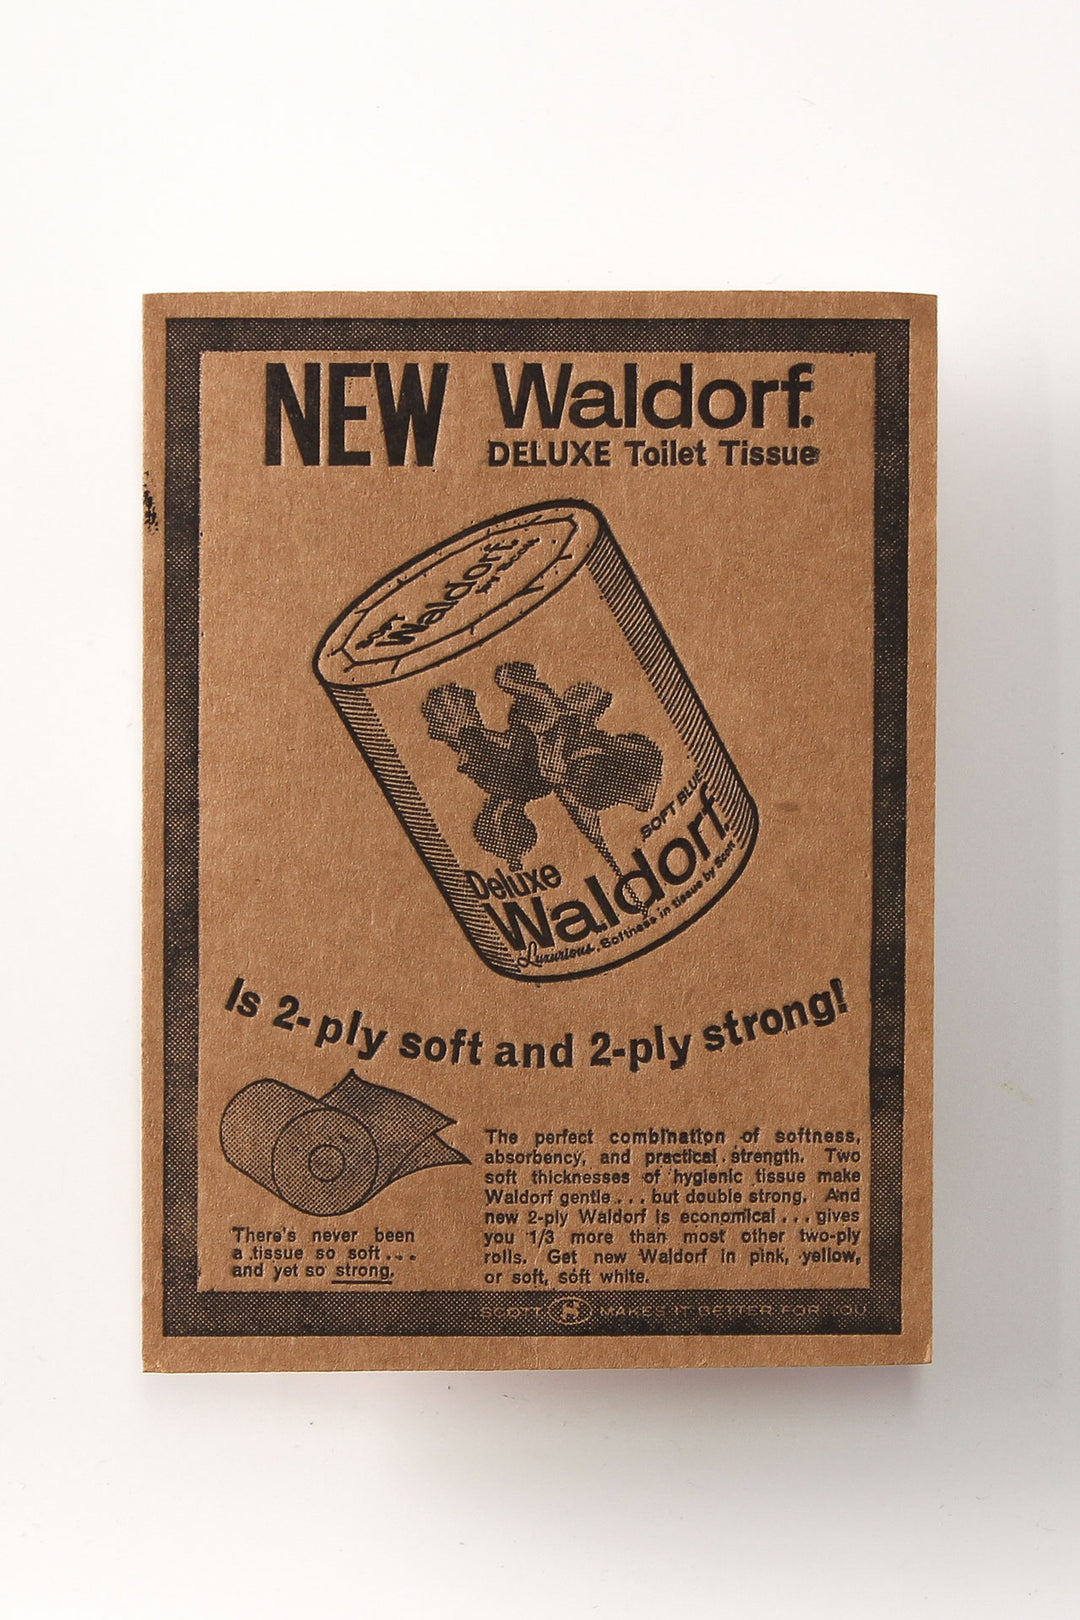 NEW Waldorf.
DELUXE Toilet Tissue
SOFT
Waldorf.
by Scott
SOFT BLUE
Deluxe
Waldorf
Luxurious Softness in tissue by Scott
Is 2-ply soft and 2-ply strong!
There's never been
a tissue so soft...
and yet so strong.
The perfect combination of softness,
absorbency, and practical strength. Two
soft thicknesses of hygienic tissue make
Waldorf gentle... but double strong. And
new 2-ply Waldorf is economical...gives
you 1/3 more than most other two-ply
rolls. Get new Waldorf in pink, yellow,
or soft, soft white.
SCOTT S MAKES IT BETTER FOR YOU